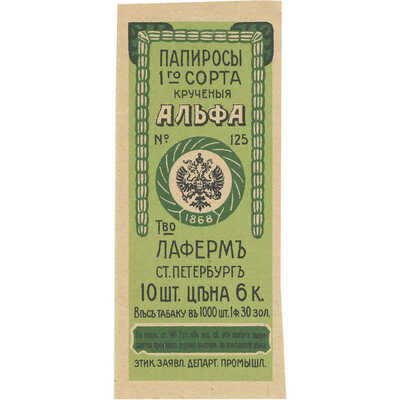 ПАПИРОСЫ
1го СОРТА
КРУЧЕНЫЯ
АЛЬФА
№ 125
1868
Тво
ЛАФЕРМЪ
СТ. ПЕТЕРБУРГЪ
10 ШТ. ЦѢНА 6 К.
ВѢСЪ ТАБАКУ ВЪ 1000 ШТ. 1 Ф. 30 ЗОЛ.
ЭТИК. ЗАЯВЛ. ДЕПАРТ. ПРОМЫШЛ.